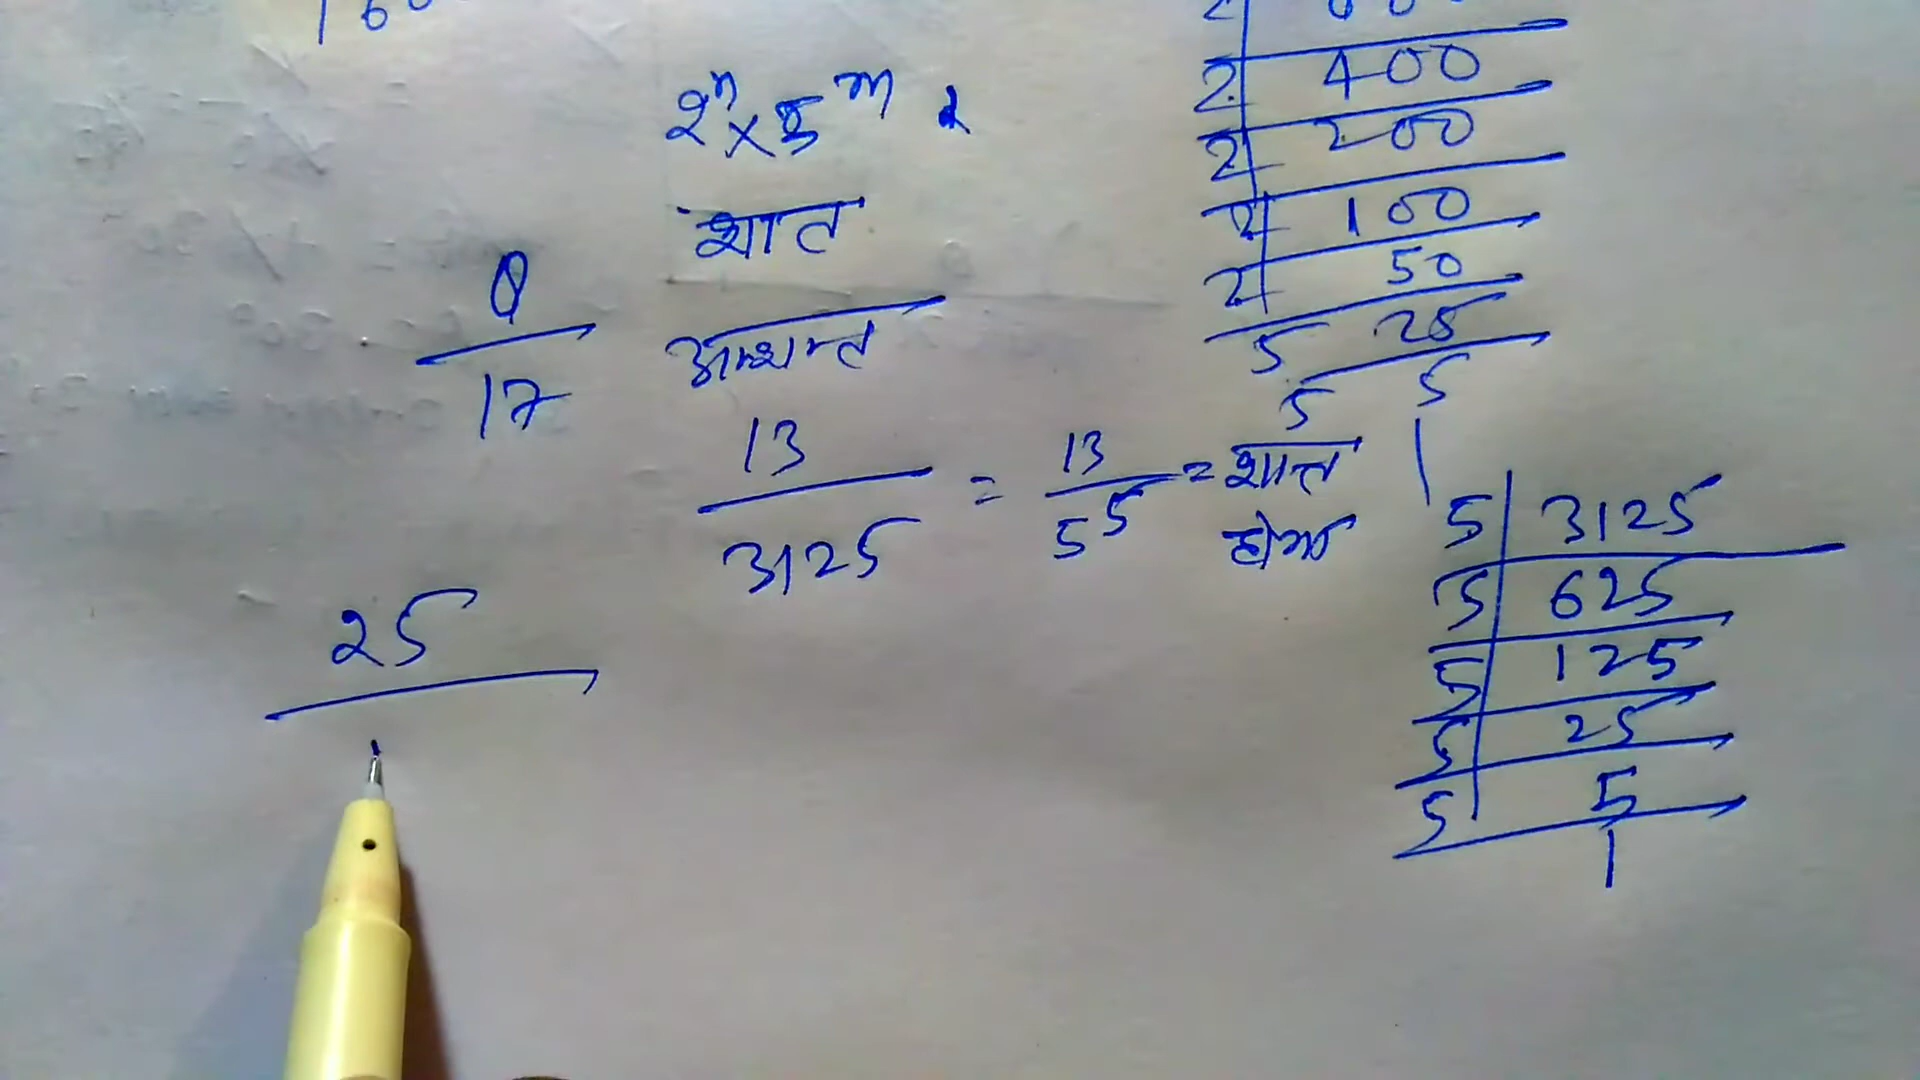 2ⁿ × 5ᵐ
शात
8
17
अशान्त
13
3125
= 13
5⁵
= शान्त
होगा
25
2 | 400
2 | 200
2 | 100
2 | 50
5 25
5 5
1
5 | 3125
5 | 625
5 | 125
5 | 25
5 | 5
1